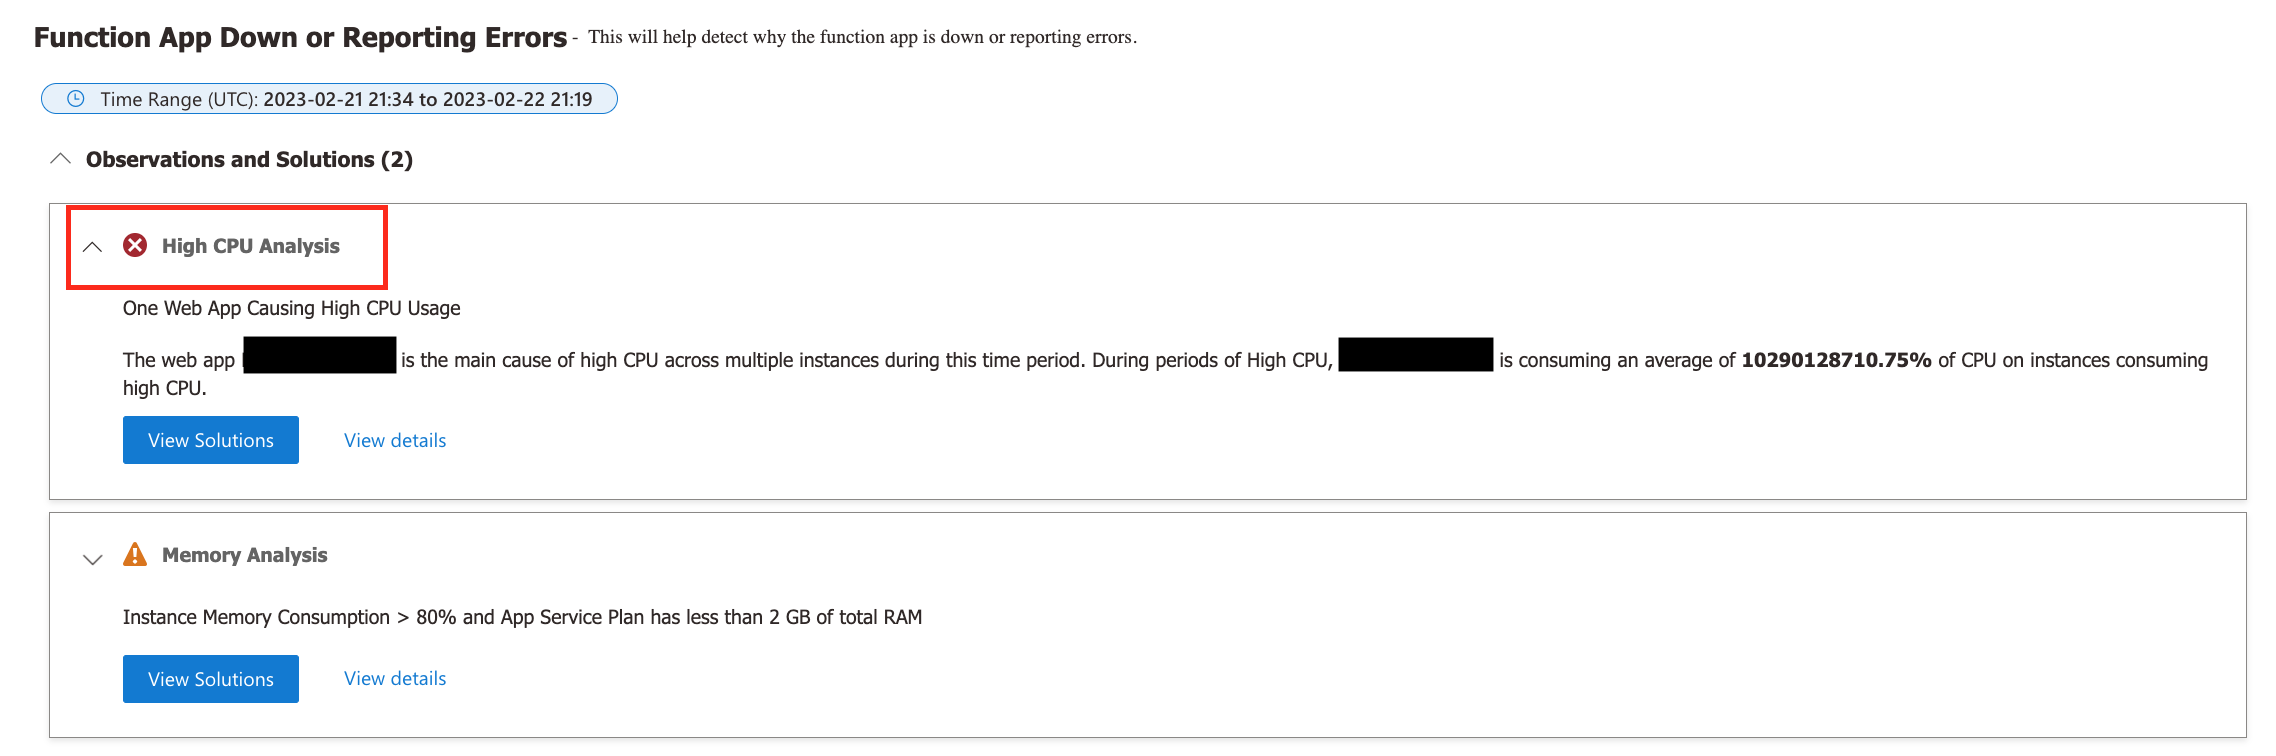 Function App Down or Reporting Errors - This will help detect why the function app is down or reporting errors.
Time Range (UTC): 2023-02-21 21:34 to 2023-02-22 21:19
Observations and Solutions (2)
High CPU Analysis
One Web App Causing High CPU Usage
The web app is the main cause of high CPU across multiple instances during this time period. During periods of High CPU, is consuming an average of 10290128710.75% of CPU on instances consuming
high CPU.
View Solutions View details
Memory Analysis
Instance Memory Consumption > 80% and App Service Plan has less than 2 GB of total RAM
View Solutions View details